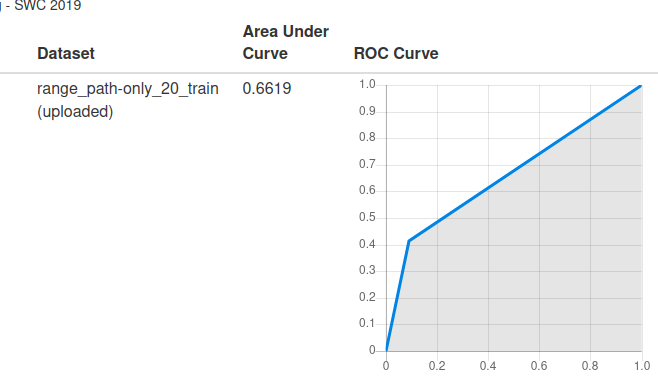 - SWC 2019
Area Under
Dataset Curve ROC Curve
range_path-only_20_train 0.6619
(uploaded)
1.0
0.9
0.8
0.7
0.6
0.5
0.4
0.3
0.2
0.1
0
0 0.2 0.4 0.6 0.8 1.0